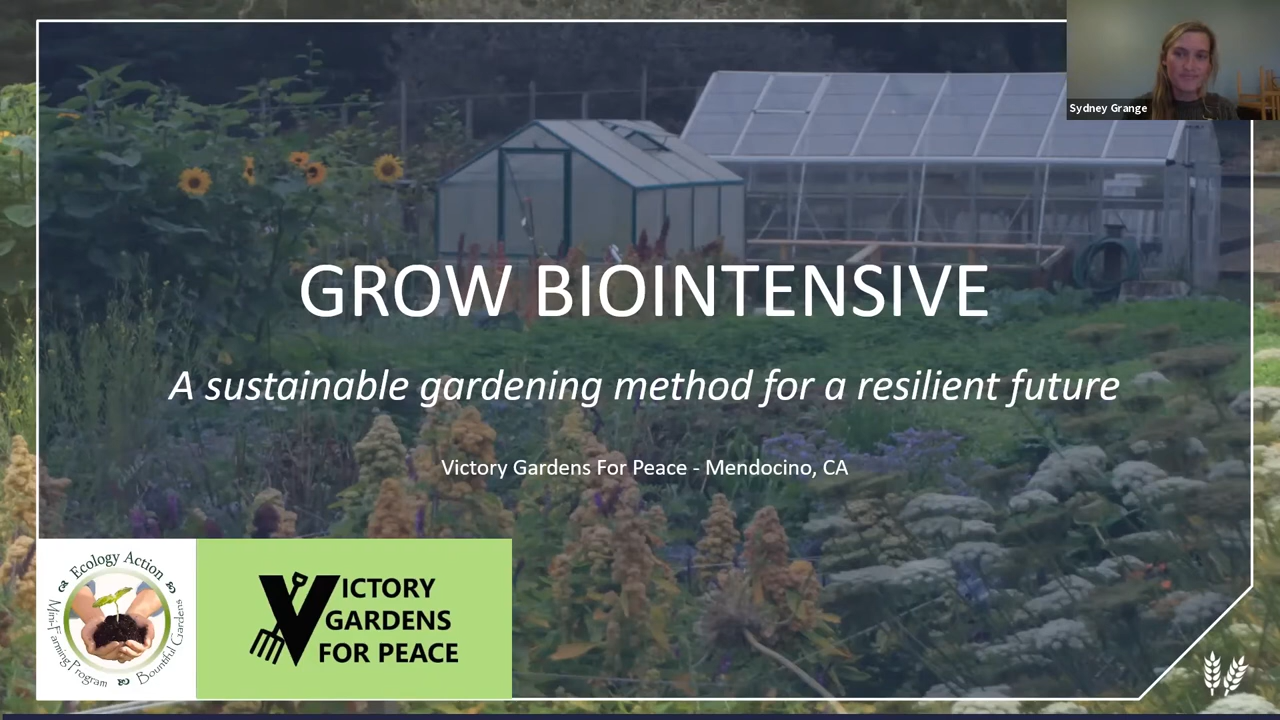 Sydney Grange
GROW BIOINTENSIVE
A sustainable gardening method for a resilient future
Victory Gardens For Peace - Mendocino, CA
Ecology Action
Mini-Farming Program
Bountiful Gardens
VICTORY
GARDENS
FOR PEACE